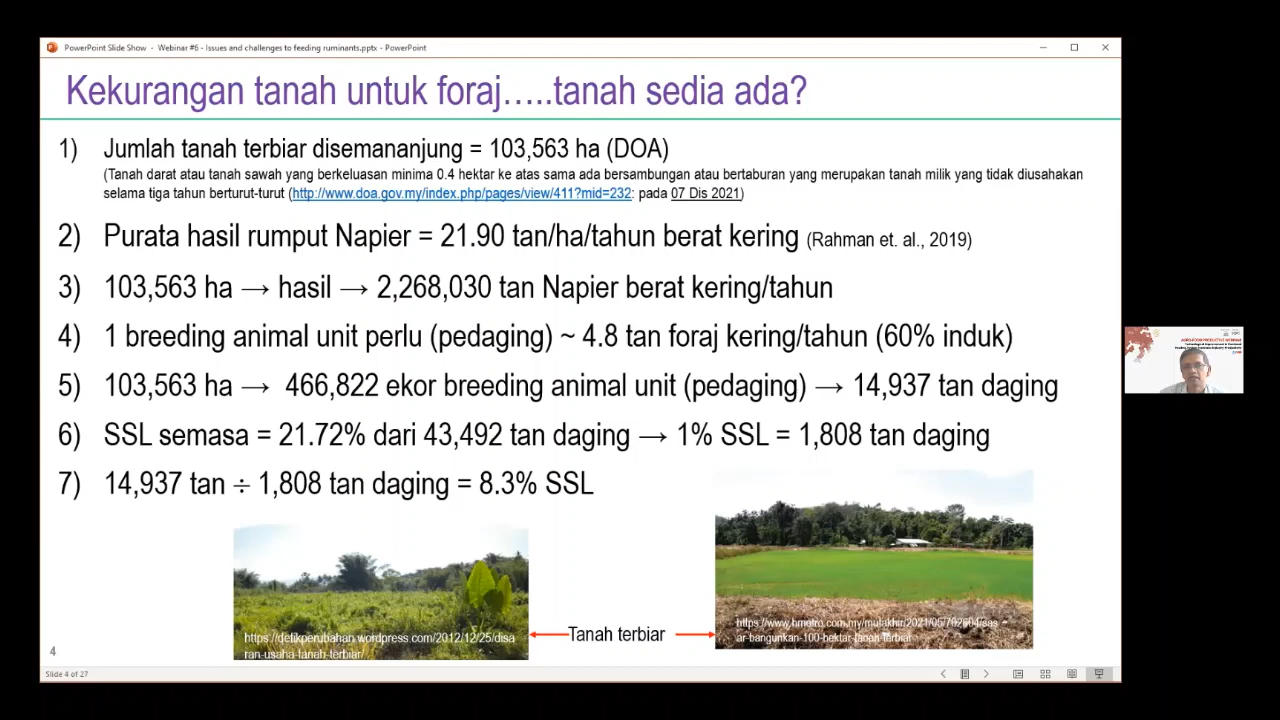 PowerPoint Slide Show - Webinar #6 - Issues and challenges to feeding ruminants.pptx - PowerPoint
Kekurangan tanah untuk foraj…..tanah sedia ada?
1) Jumlah tanah terbiar disemananjung = 103,563 ha (DOA)
(Tanah darat atau tanah sawah yang berkeluasan minima 0.4 hektar ke atas sama ada bersambungan atau bertaburan yang merupakan tanah milik yang tidak diusahakan
selama tiga tahun berturut-turut (http://www.doa.gov.my/index.php/pages/view/411?mid=232: pada 07 Dis 2021)
2) Purata hasil rumput Napier = 21.90 tan/ha/tahun berat kering (Rahman et. al., 2019)
3) 103,563 ha → hasil → 2,268,030 tan Napier berat kering/tahun
4) 1 breeding animal unit perlu (pedaging) ~ 4.8 tan foraj kering/tahun (60% induk)
5) 103,563 ha → 466,822 ekor breeding animal unit (pedaging) → 14,937 tan daging
6) SSL semasa = 21.72% dari 43,492 tan daging → 1% SSL = 1,808 tan daging
7) 14,937 tan ÷ 1,808 tan daging = 8.3% SSL
https://detikperubahan.wordpress.com/2012/12/25/disa
ran-usaha-tanah-terbiar/
Tanah terbiar
ar-bangunkan-100-hektar-tanah-terbiar
4
Slide 4 of 27